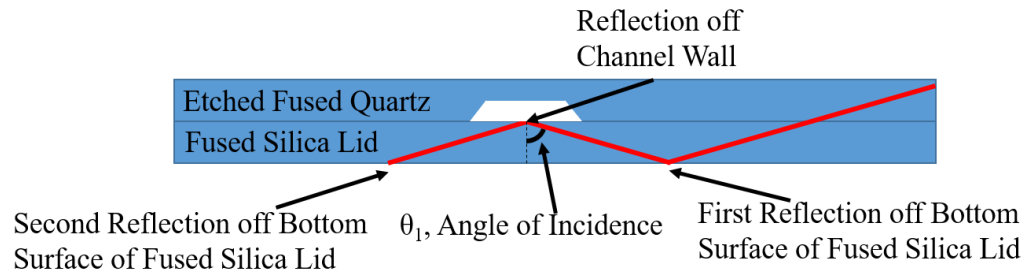 Reflection off
Channel Wall
Etched Fused Quartz
Fused Silica Lid
Second Reflection off Bottom
Surface of Fused Silica Lid
θ₁, Angle of Incidence
First Reflection off Bottom
Surface of Fused Silica Lid